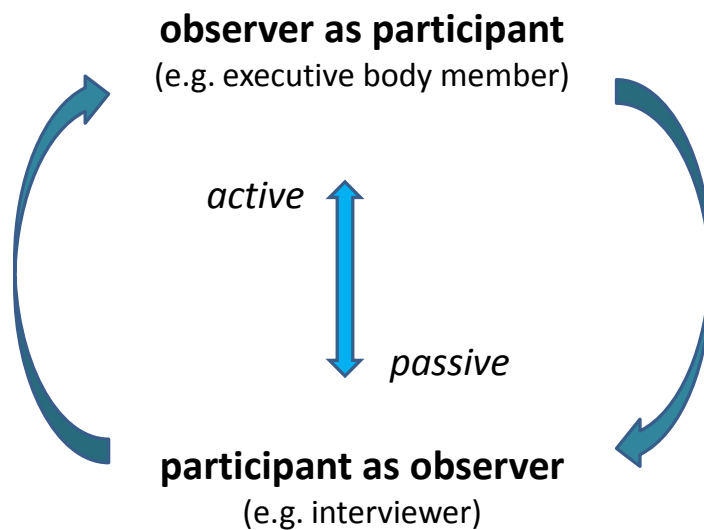 observer as participant
(e.g. executive body member)
active
passive
participant as observer
(e.g. interviewer)